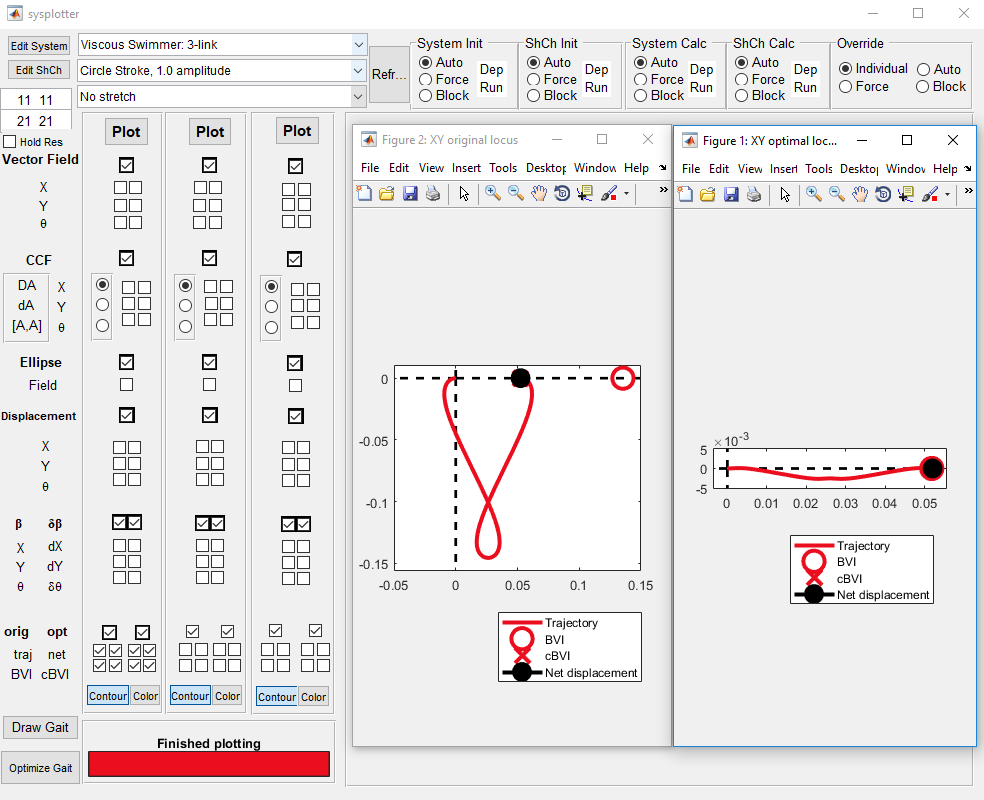 sysplotter
Edit System
Viscous Swimmer: 3-link
Edit ShCh
Circle Stroke, 1.0 amplitude
No stretch
Refr...
System Init
Auto
Force
Block
Dep
Run
ShCh Init
Auto
Force
Block
Dep
Run
System Calc
Auto
Force
Block
Dep
Run
ShCh Calc
Auto
Force
Block
Dep
Run
Override
Individual
Auto
Force
Block
11 11
21 21
Hold Res
Plot
Plot
Plot
Vector Field
X
Y
θ
CCF
DA X
dA Y
[A,A] θ
Ellipse
Field
Displacement
X
Y
θ
β δβ
X dX
Y dY
θ δθ
orig opt
traj net
BVI cBVI
Contour Color
Contour Color
Contour Color
Draw Gait
Optimize Gait
Finished plotting
Figure 2: XY original locus
File Edit View Insert Tools Desktop Window Help
0
-0.05
-0.1
-0.15
-0.05 0 0.05 0.1 0.15
Trajectory
BVI
cBVI
Net displacement
Figure 1: XY optimal loc...
File Edit View Insert Tools Desktop Window Help
×10-3
5
0
-5
0 0.01 0.02 0.03 0.04 0.05
Trajectory
BVI
cBVI
Net displacement